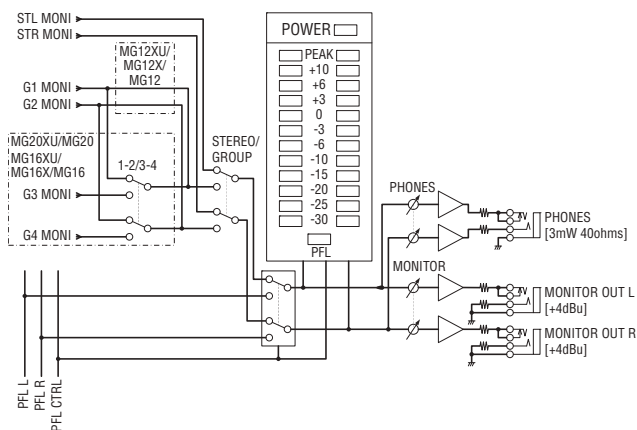 STL MONI
STR MONI
MG12XU/
MG12X/
MG12
G1 MONI
G2 MONI
MG20XU/MG20
MG16XU/
MG16X/MG16
1-2/3-4
G3 MONI
G4 MONI
STEREO/
GROUP
POWER
PEAK
+10
+6
+3
0
-3
-6
-10
-15
-20
-25
-30
PFL
PHONES
MONITOR
PHONES
[3mW 40ohms]
MONITOR OUT L
[+4dBu]
MONITOR OUT R
[+4dBu]
PFL L
PFL R
PFL CTRL